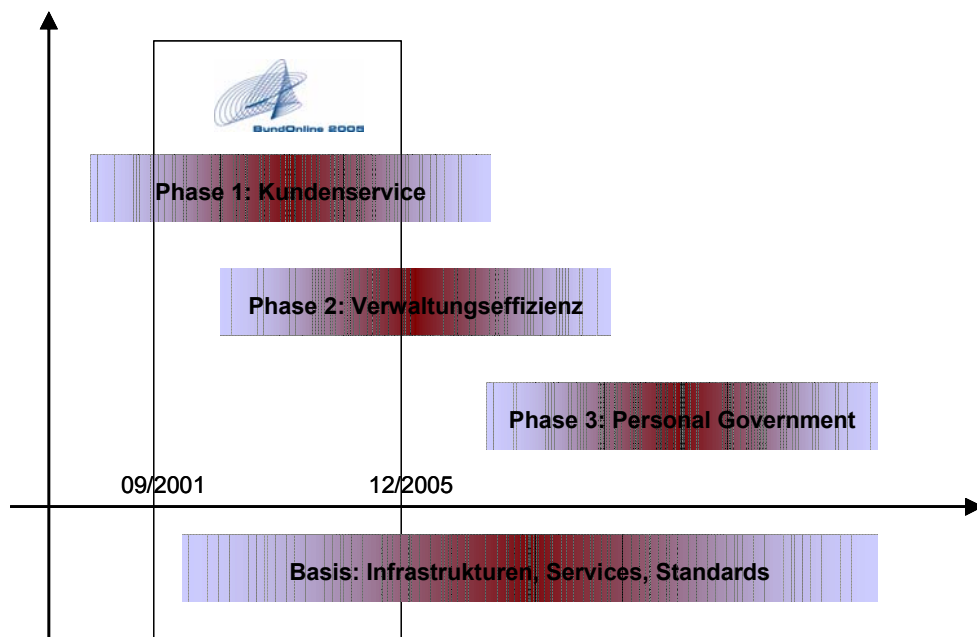 BundOnline 2005
Phase 1: Kundenservice
Phase 2: Verwaltungseffizienz
Phase 3: Personal Government
09/2001
12/2005
Basis: Infrastrukturen, Services, Standards